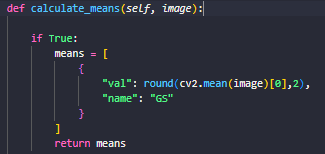 def calculate_means(self, image):
if True:
means = [
{
"val": round(cv2.mean(image)[0],2),
"name": "GS"
}
]
return means